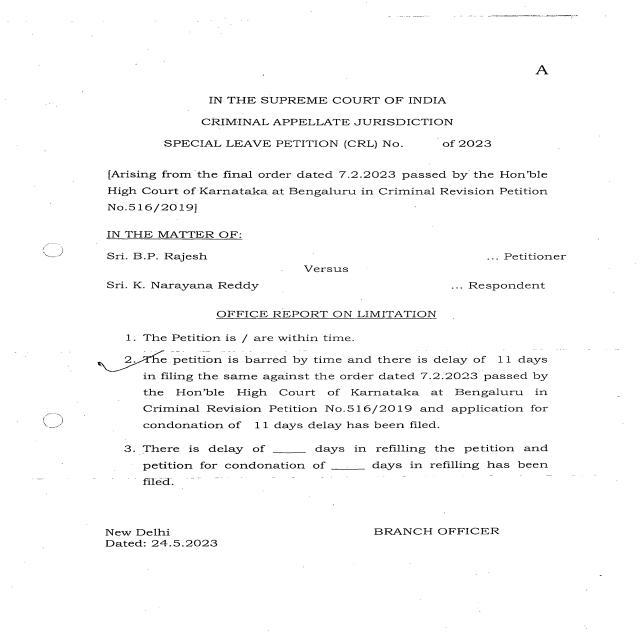 A
IN THE SUPREME COURT OF INDIA
CRIMINAL APPELLATE JURISDICTION
SPECIAL LEAVE PETITION (CRL) No. of 2023
[Arising from the final order dated 7.2.2023 passed by the Hon'ble
High Court of Karnataka at Bengaluru in Criminal Revision Petition
No.516/2019]
IN THE MATTER OF:
Sri. B.P. Rajesh ... Petitioner
Versus
Sri. K. Narayana Reddy ... Respondent
OFFICE REPORT ON LIMITATION
1. The Petition is / are within time.
2. The petition is barred by time and there is delay of 11 days
in filing the same against the order dated 7.2.2023 passed by
the Hon'ble High Court of Karnataka at Bengaluru in
Criminal Revision Petition No.516/2019 and application for
condonation of 11 days delay has been filed.
3. There is delay of _____ days in refilling the petition and
petition for condonation of _____ days in refilling has been
filed.
New Delhi BRANCH OFFICER
Dated: 24.5.2023